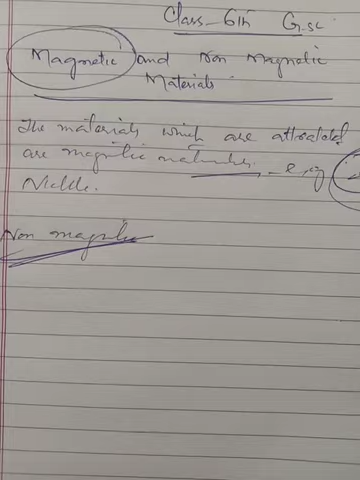 Class-6th G.sc
Magnetic and Non Magnetic
Materials
The materials which are attracted
are magnetic materials. - e.g
Nickle.
Non magnetic